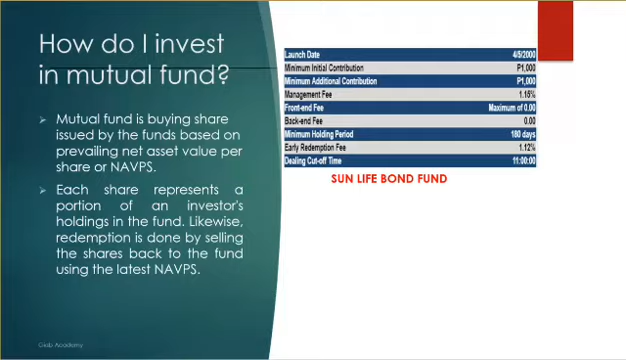 How do I invest
in mutual fund?
Mutual fund is buying share
issued by the funds based on
prevailing net asset value per
share or NAVPS.
Each share represents a
portion of an investor's
holdings in the fund. Likewise,
redemption is done by selling
the shares back to the fund
using the latest NAVPS.
Launch Date 4/5/2000
Minimum Initial Contribution P1,000
Minimum Additional Contribution P1,000
Management Fee 1.15%
Front-end Fee Maximum of 0.00
Back-end Fee 0.00
Minimum Holding Period 180 days
Early Redemption Fee 1.12%
Dealing Cut-off Time 11:00:00
SUN LIFE BOND FUND
Academy